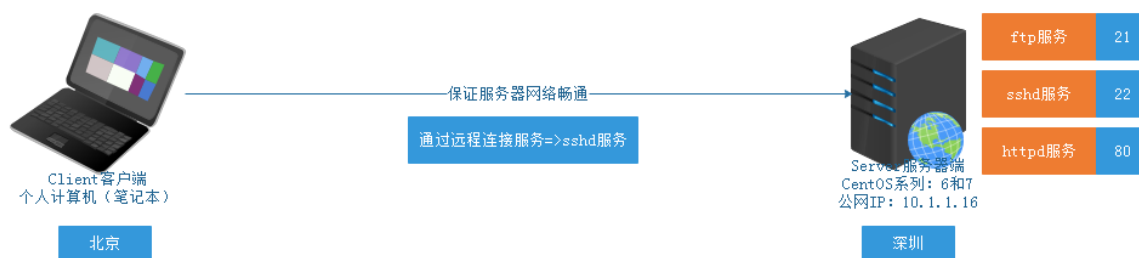 保证服务器网络畅通
通过远程连接服务=>sshd服务
Client客户端
个人计算机（笔记本）
北京
ftp服务 21
sshd服务 22
httpd服务 80
Server服务器端
CentOS系列：6和7
公网IP：10.1.1.16
深圳